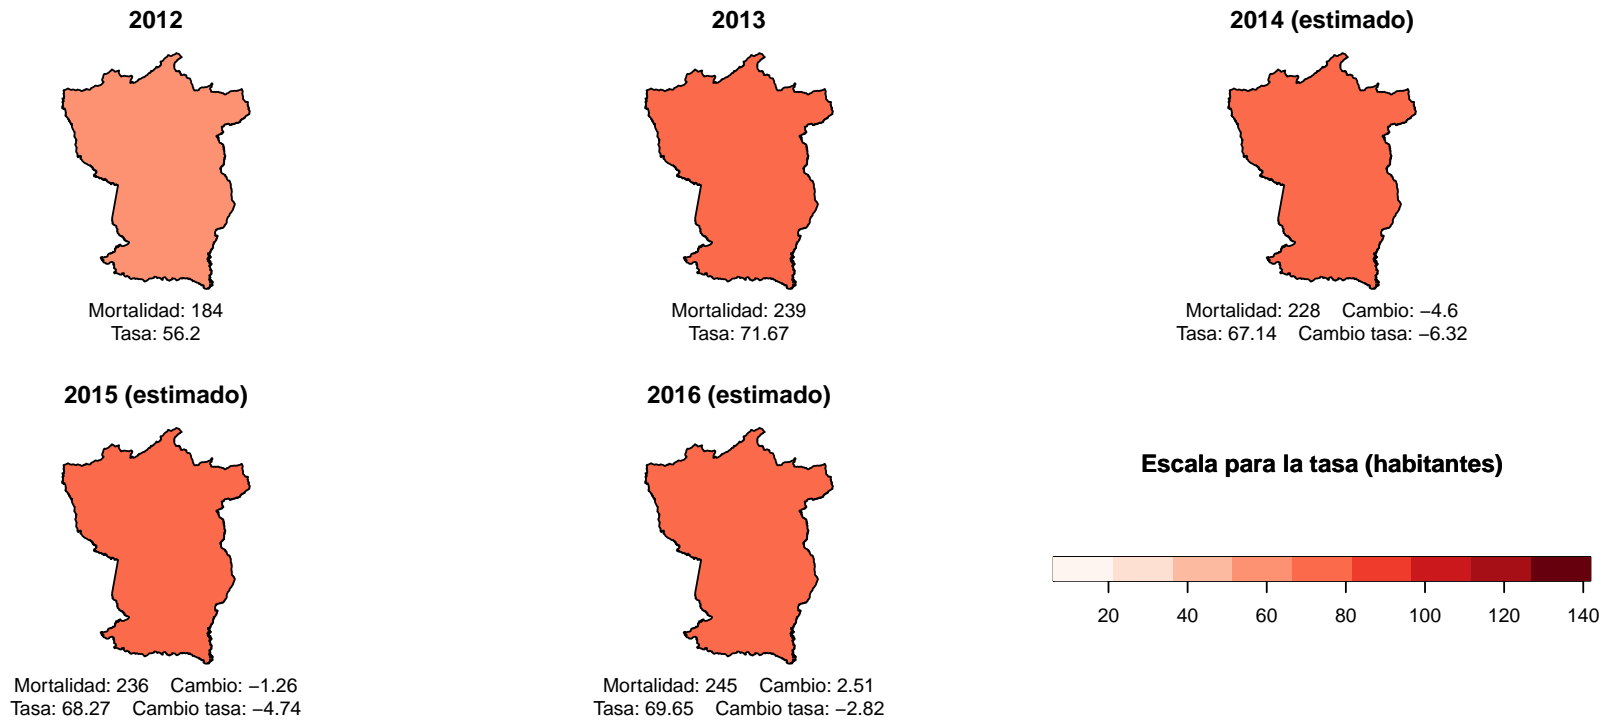 2012
Mortalidad: 184
Tasa: 56.2
2013
Mortalidad: 239
Tasa: 71.67
2014 (estimado)
Mortalidad: 228 Cambio: −4.6
Tasa: 67.14 Cambio tasa: −6.32
2015 (estimado)
Mortalidad: 236 Cambio: −1.26
Tasa: 68.27 Cambio tasa: −4.74
2016 (estimado)
Mortalidad: 245 Cambio: 2.51
Tasa: 69.65 Cambio tasa: −2.82
Escala para la tasa (habitantes)
20 40 60 80 100 120 140